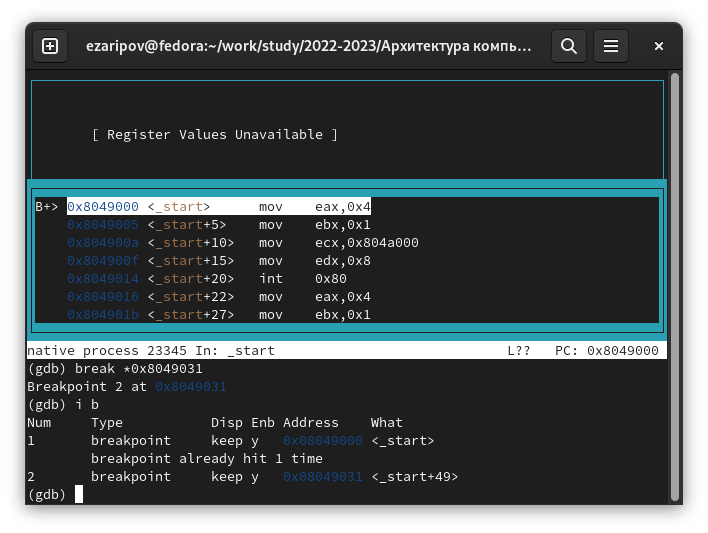 ezaripov@fedora:~/work/study/2022-2023/Архитектура компь…
[ Register Values Unavailable ]
B+> 0x8049000 <_start>      mov    eax,0x4
0x8049005 <_start+5>    mov    ebx,0x1
0x804900a <_start+10>   mov    ecx,0x804a000
0x804900f <_start+15>   mov    edx,0x8
0x8049014 <_start+20>   int    0x80
0x8049016 <_start+22>   mov    eax,0x4
0x804901b <_start+27>   mov    ebx,0x1
native process 23345 In: _start                             L??   PC: 0x8049000
(gdb) break *0x8049031
Breakpoint 2 at 0x8049031
(gdb) i b
Num     Type           Disp Enb Address    What
1       breakpoint     keep y   0x08049000 <_start>
breakpoint already hit 1 time
2       breakpoint     keep y   0x08049031 <_start+49>
(gdb)